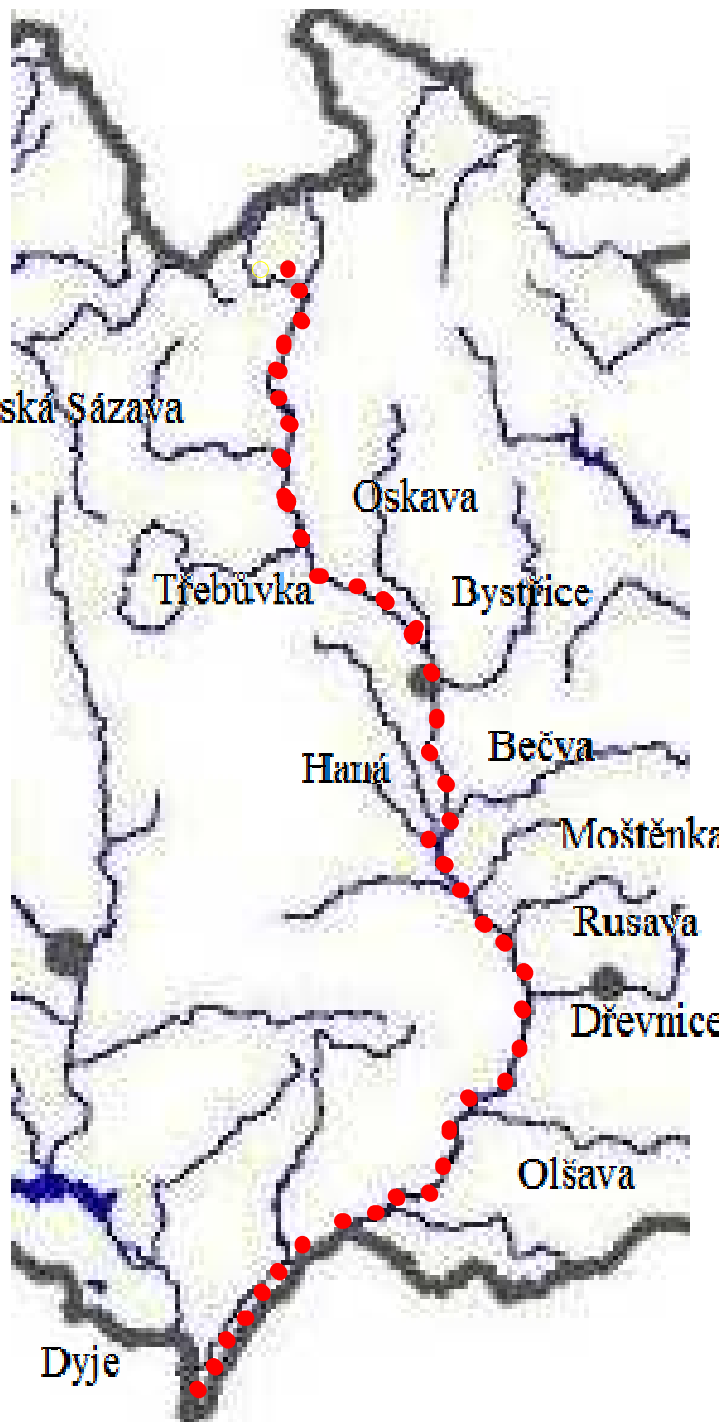 ská Sázava
Oskava
Třebůvka
Bystřice
Bečva
Haná
Moštěnka
Rusava
Dřevnice
Olšava
Dyje